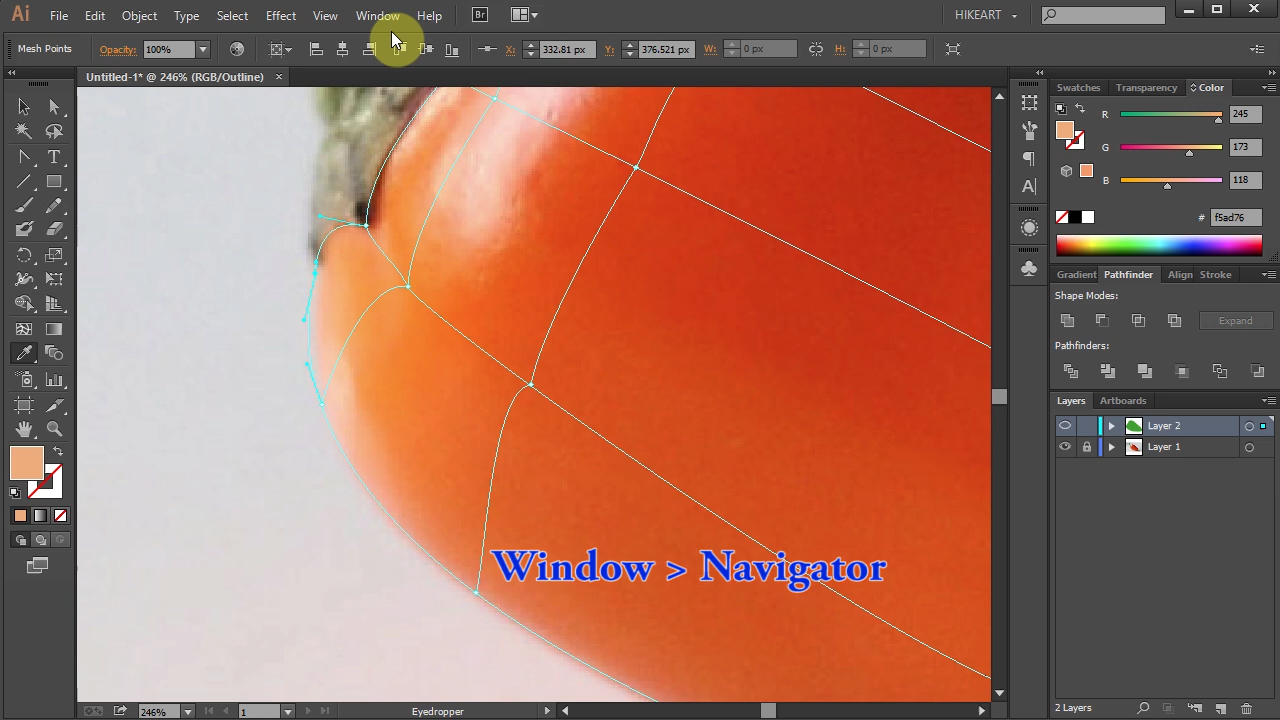 Ai File Edit Object Type Select Effect View Window Help Br HIKEART
Mesh Points Opacity: 100% X: 332.81 px Y: 376.521 px W: 0 px H: 0 px
Untitled-1* @ 246% (RGB/Outline) ×
Swatches Transparency Color
R 245
G 173
B 118
# f5ad76
Gradient Pathfinder Align Stroke
Shape Modes:
Expand
Pathfinders:
Layers Artboards
Layer 2
Layer 1
Window > Navigator
2 Layers
246% 1 Eyedropper